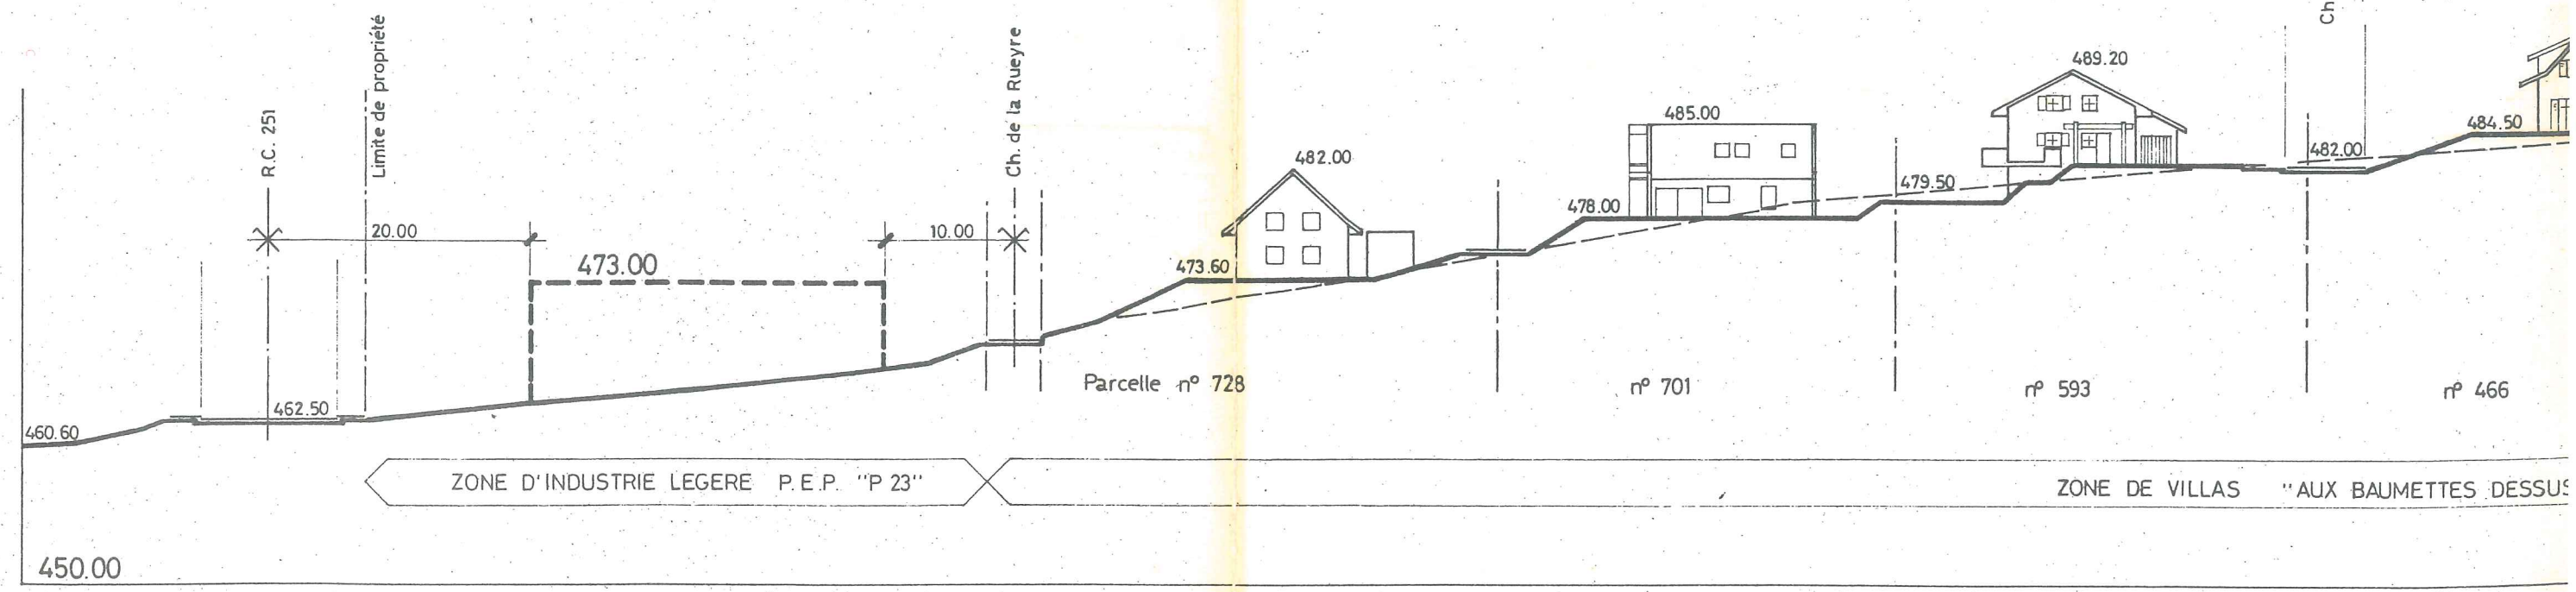 R.C. 251
Limite de propriété
Ch. de la Rueyre
Ch
489.20
485.00
484.50
482.00
482.00
479.50
478.00
20.00
10.00
473.00
473.60
Parcelle nº 728
nº 701
nº 593
nº 466
462.50
460.60
ZONE D'INDUSTRIE LEGERE P.E.P. "P 23"
ZONE DE VILLAS "AUX BAUMETTES DESSUS
450.00